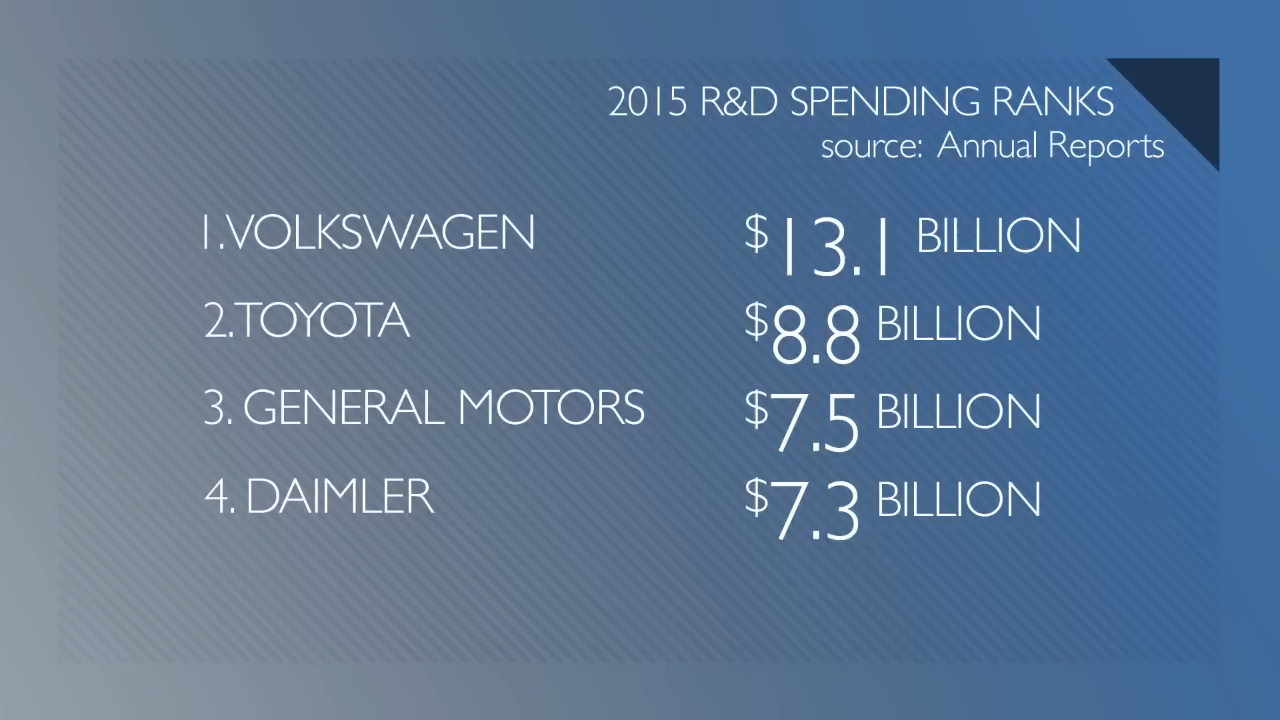 2015 R&D SPENDING RANKS
source: Annual Reports
1.VOLKSWAGEN $13.1 BILLION
2.TOYOTA $8.8 BILLION
3. GENERAL MOTORS $7.5 BILLION
4. DAIMLER $7.3 BILLION